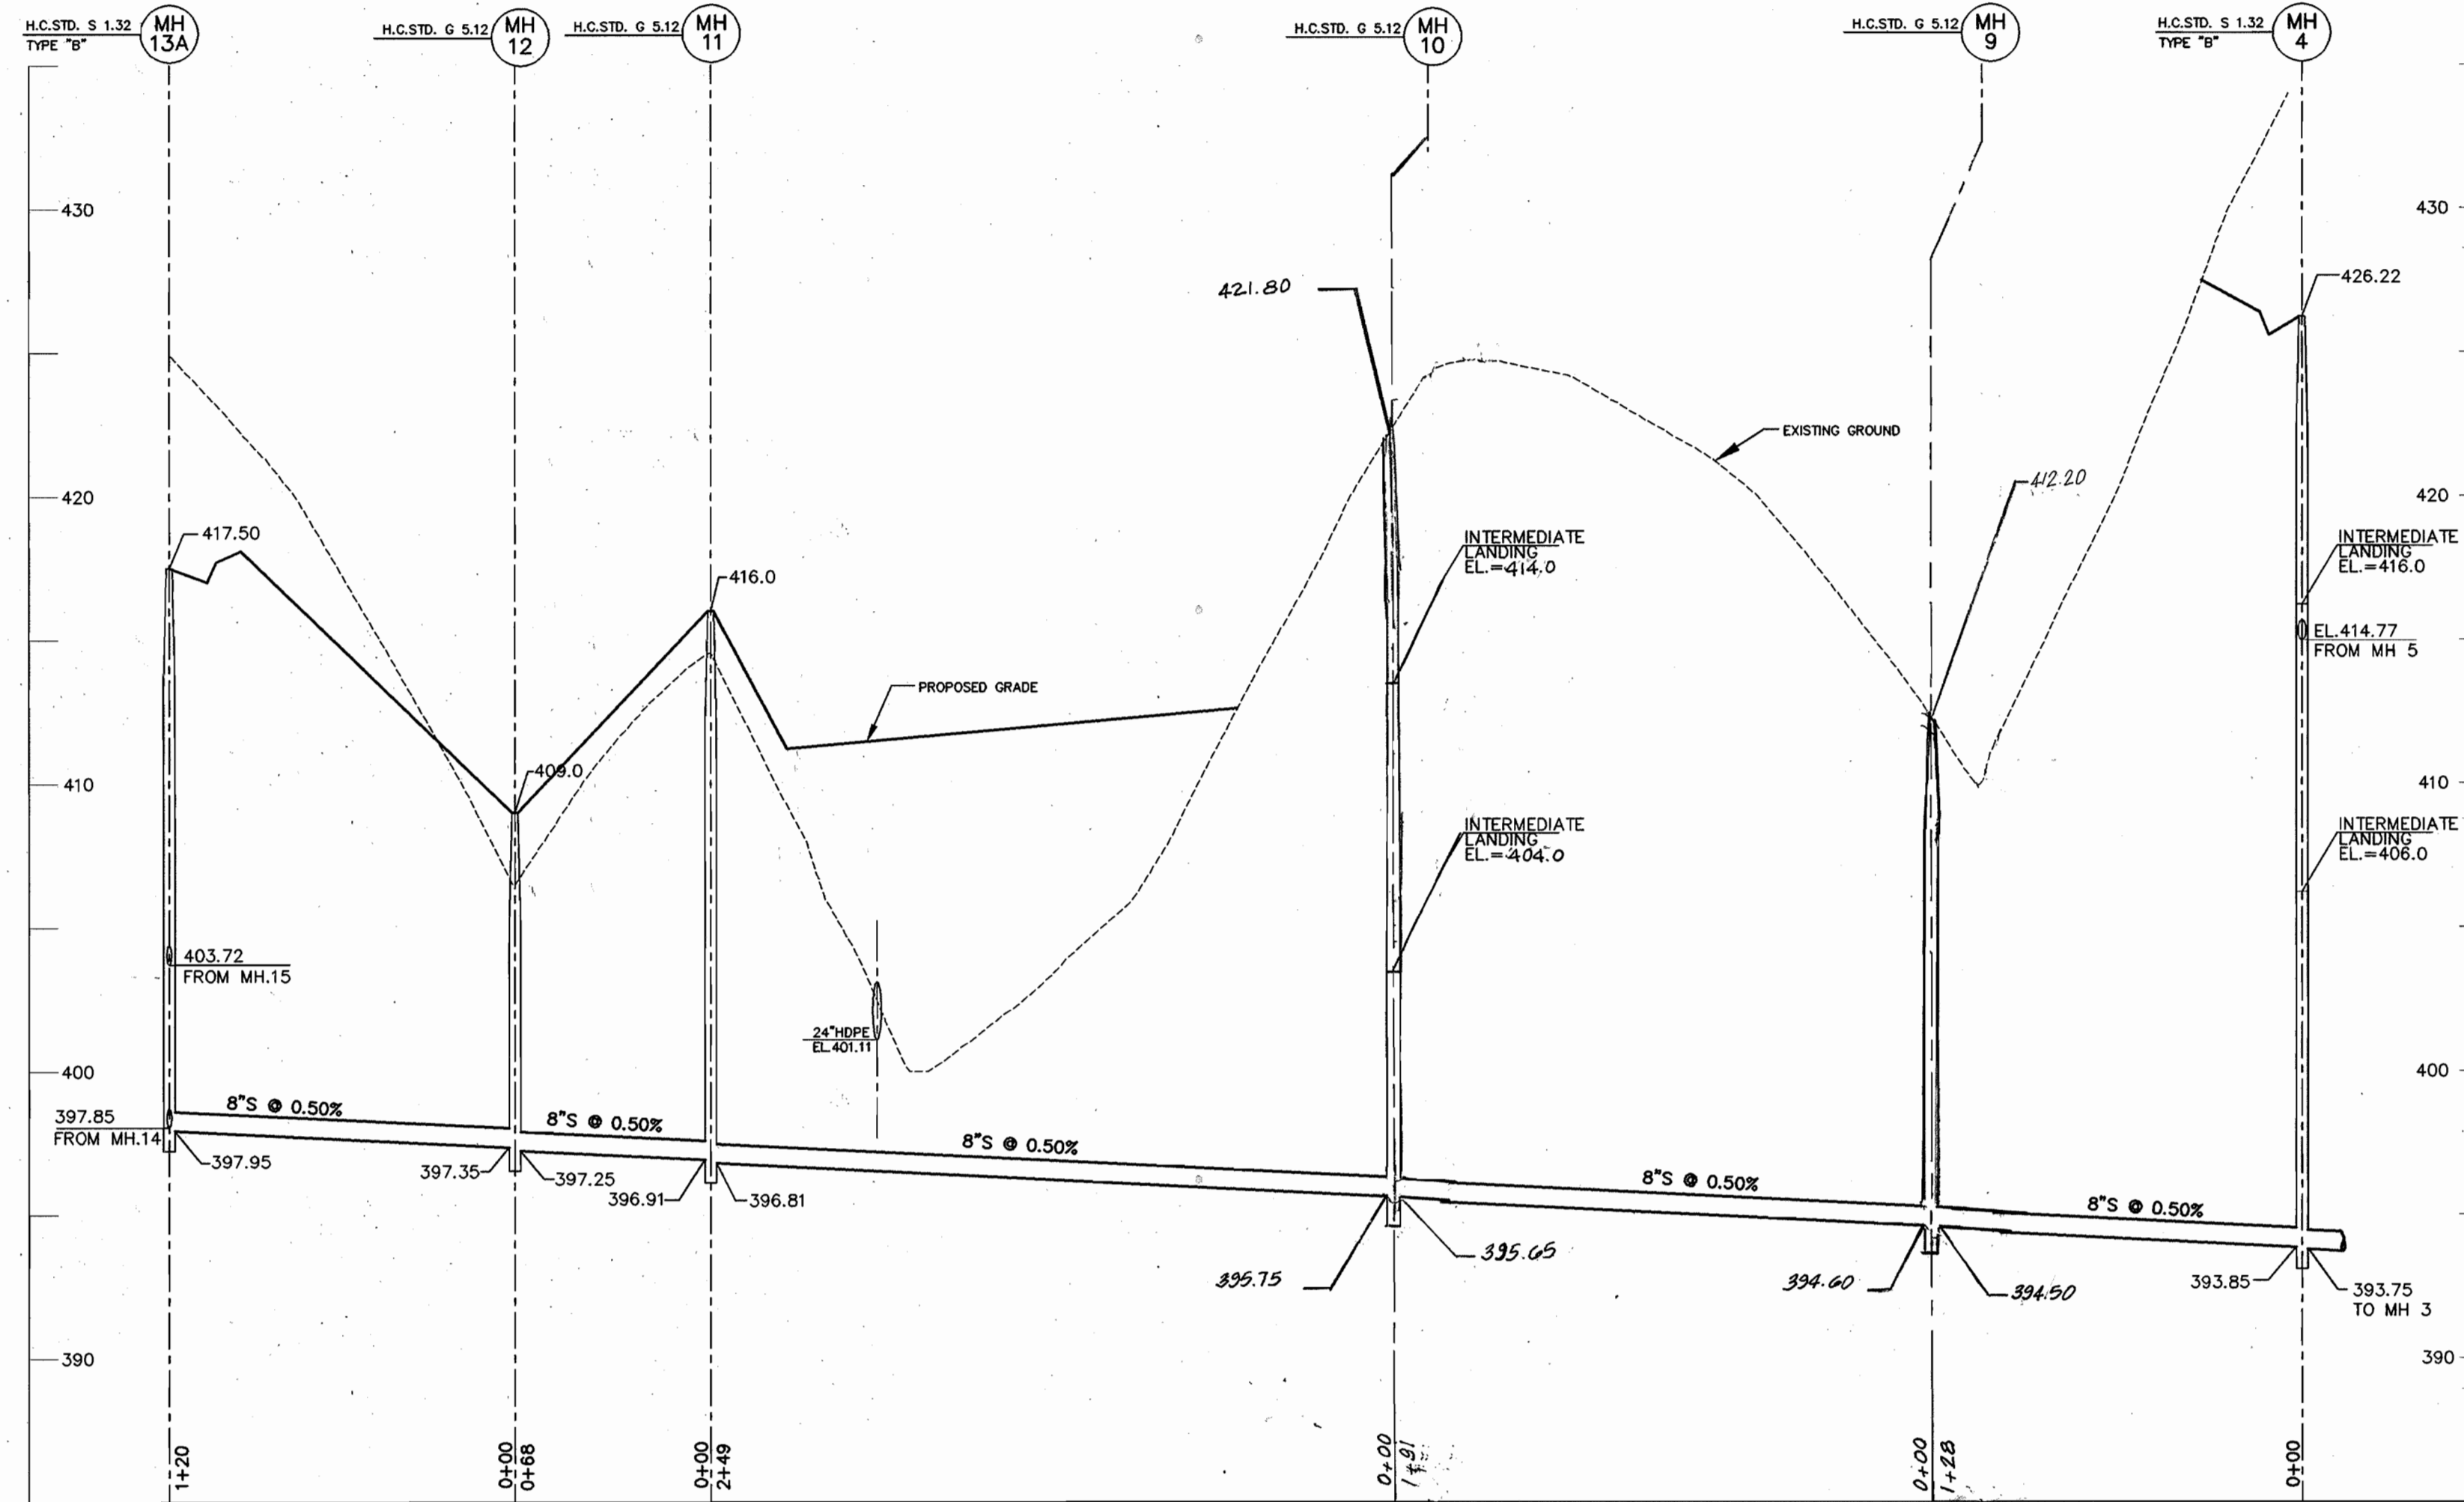 H.C.STD. S 1.32
TYPE "B"
MH
13A
H.C.STD. G 5.12
MH
12
H.C.STD. G 5.12
MH
11
H.C.STD. G 5.12
MH
10
H.C.STD. G 5.12
MH
9
H.C.STD. S 1.32
TYPE "B"
MH
4
430
430
426.22
421.80
EXISTING GROUND
420
412.20
420
417.50
INTERMEDIATE
LANDING
EL.=414.0
INTERMEDIATE
LANDING
EL.=416.0
416.0
EL.414.77
FROM MH 5
PROPOSED GRADE
409.0
410
410
INTERMEDIATE
LANDING
EL.=404.0
INTERMEDIATE
LANDING
EL.=406.0
403.72
FROM MH.15
24"HDPE
EL.401.11
400
400
397.85
FROM MH.14
8"S @ 0.50%
8"S @ 0.50%
8"S @ 0.50%
8"S @ 0.50%
8"S @ 0.50%
397.95
397.35
397.25
396.91
396.81
395.75
395.65
394.60
394.50
393.85
393.75
TO MH 3
390
390
1+20
0+00
0+68
0+00
2+49
0+00
1+91
0+00
1+28
0+00